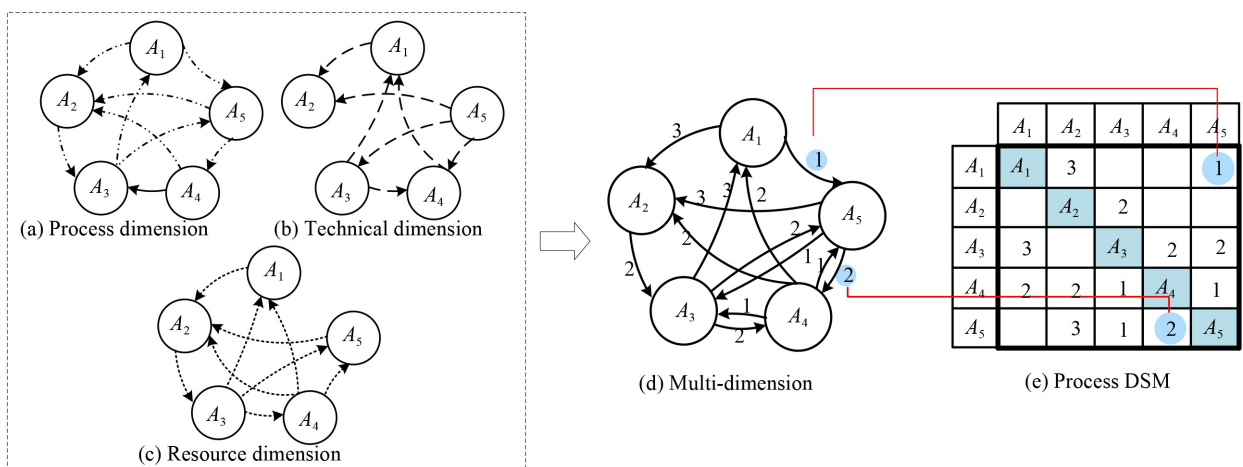 A1
A2
A5
A3
A4
(a) Process dimension
A1
A2
A5
A3
A4
(b) Technical dimension
A1
A2
A5
A3
A4
(c) Resource dimension
A1
3
1
A2
3
3
2
A5
2
2
2
1
1
2
A3
1
2
A4
(d) Multi-dimension
A1 A2 A3 A4 A5
A1 A1 3 1
A2 A2 2
A3 3 A3 2 2
A4 2 2 1 A4 1
A5 3 1 2 A5
(e) Process DSM